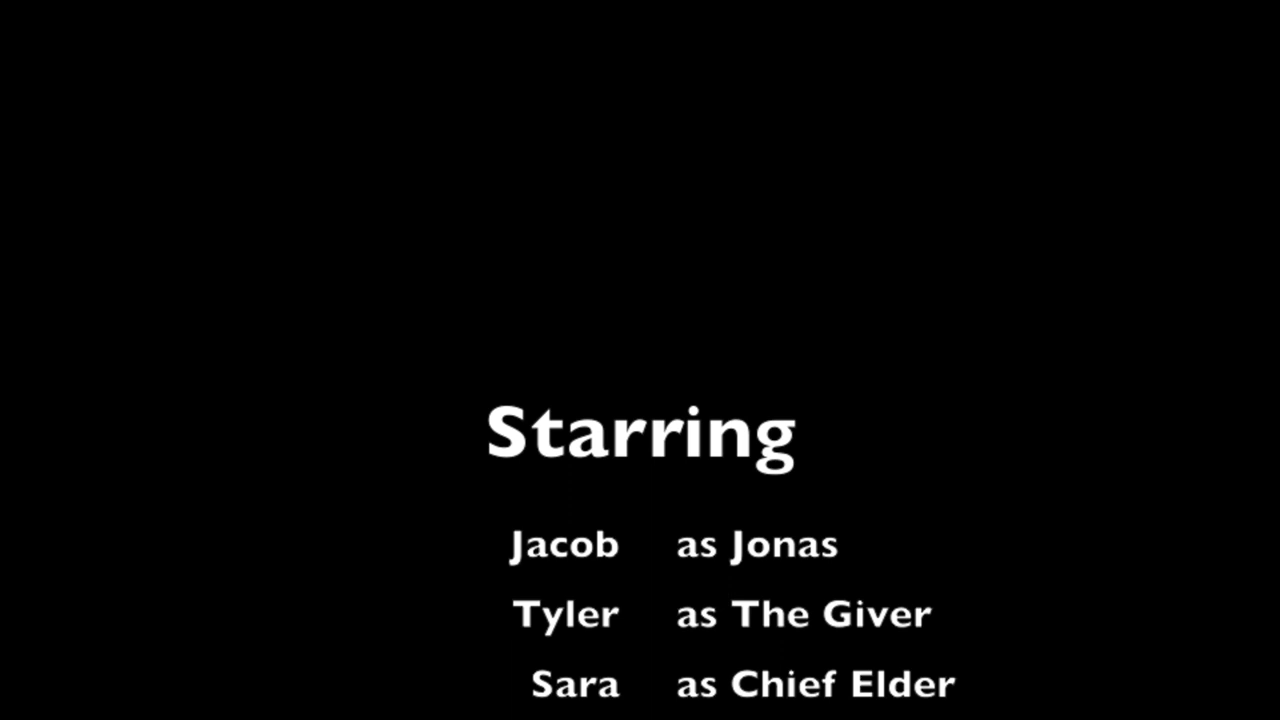 Starring
Jacob as Jonas
Tyler as The Giver
Sara as Chief Elder